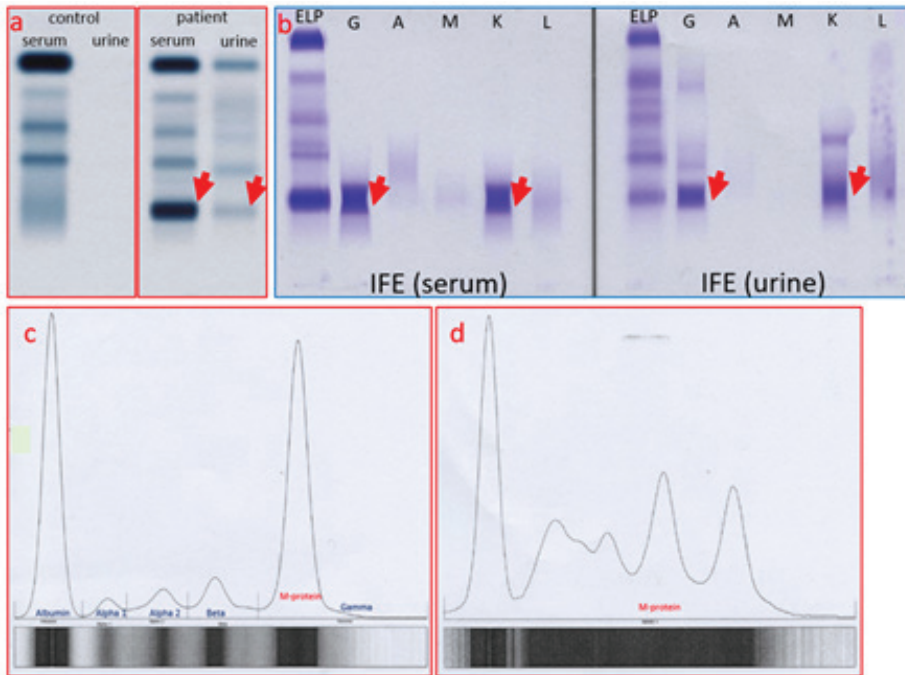 a
control
patient
serum urine
serum urine
b
ELP G A M K L
ELP G A M K L
IFE (serum)
IFE (urine)
c
Albumin Alpha 1 Alpha 2 Beta M-protein Gamma
d
M-protein